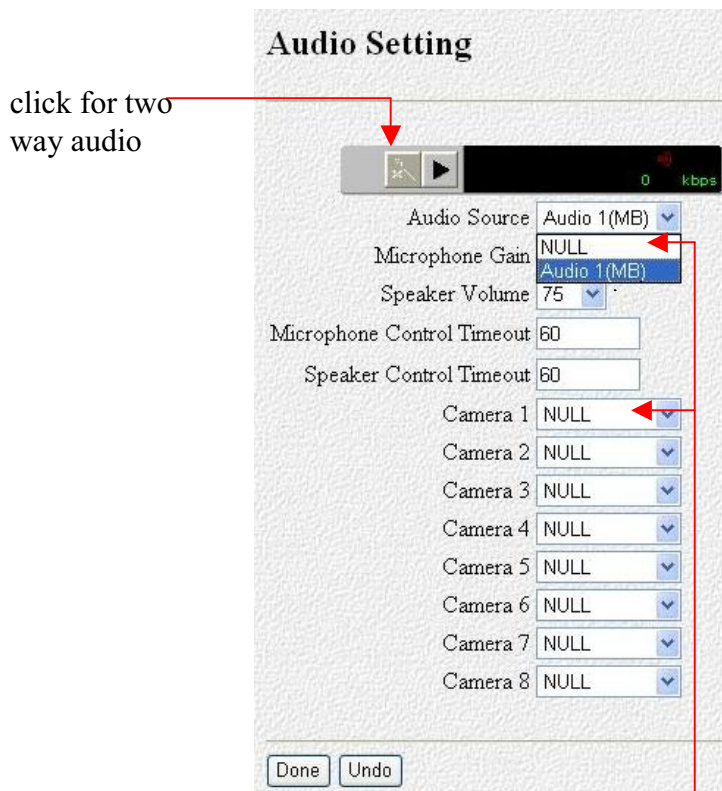 Audio Setting
click for two
way audio
0 kbps
Audio Source Audio 1(MB)
NULL
Audio 1(MB)
Microphone Gain
Speaker Volume 75
Microphone Control Timeout 60
Speaker Control Timeout 60
Camera 1 NULL
Camera 2 NULL
Camera 3 NULL
Camera 4 NULL
Camera 5 NULL
Camera 6 NULL
Camera 7 NULL
Camera 8 NULL
Done Undo